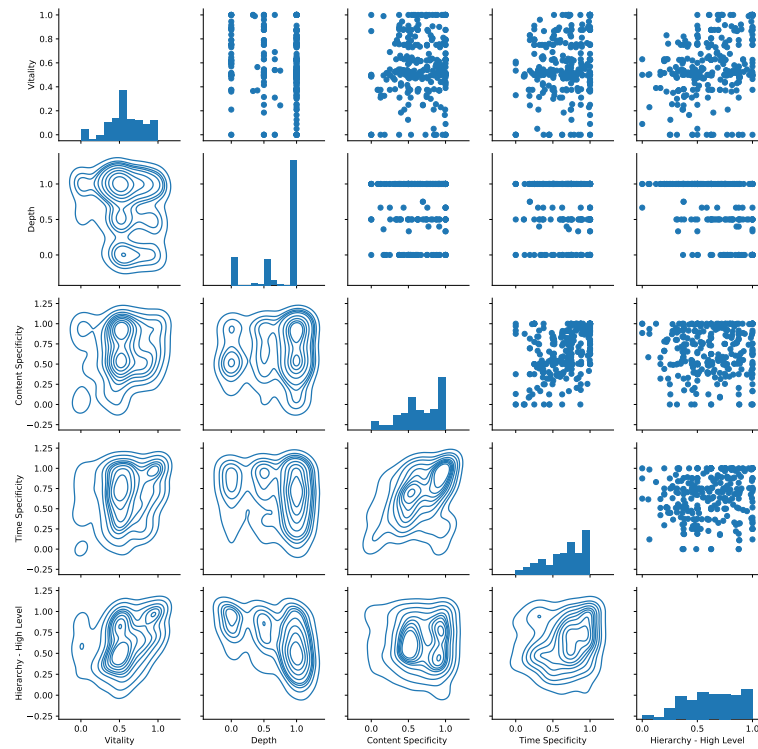 1.0
0.8
0.6
0.4
0.2
0.0
Vitality
1.0
0.5
0.0
Depth
1.25
1.00
0.75
0.50
0.25
0.00
−0.25
Content Specificity
1.25
1.00
0.75
0.50
0.25
0.00
−0.25
Time Specificity
1.25
1.00
0.75
0.50
0.25
0.00
−0.25
Hierarchy - High Level
0.0 0.5 1.0
Vitality
0.0 0.5 1.0
Depth
0.0 0.5 1.0
Content Specificity
0.0 0.5 1.0
Time Specificity
0.0 0.5 1.0
Hierarchy - High Level